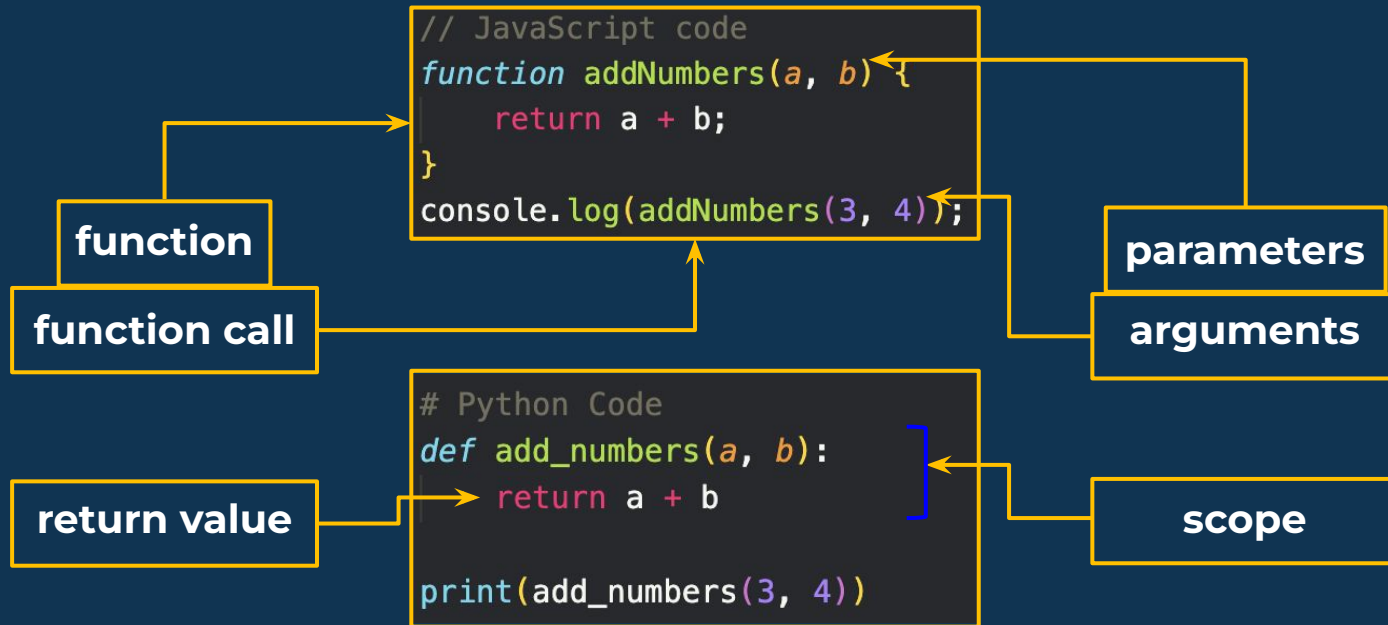 // JavaScript code
function addNumbers(a, b) {
    return a + b;
}
console.log(addNumbers(3, 4));
function
function call
parameters
arguments
# Python Code
def add_numbers(a, b):
    return a + b
print(add_numbers(3, 4))
return value
scope